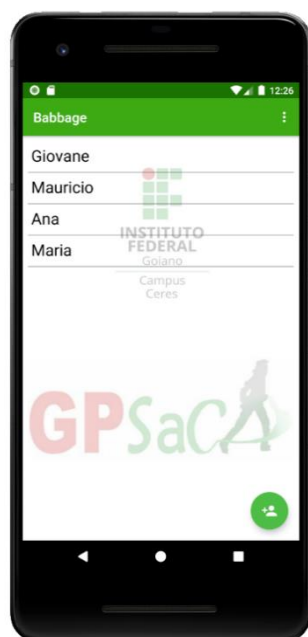 12:26
Babbage
Giovane
Mauricio
Ana
Maria
INSTITUTO
FEDERAL
Goiano
Campus
Ceres
GPSaCA